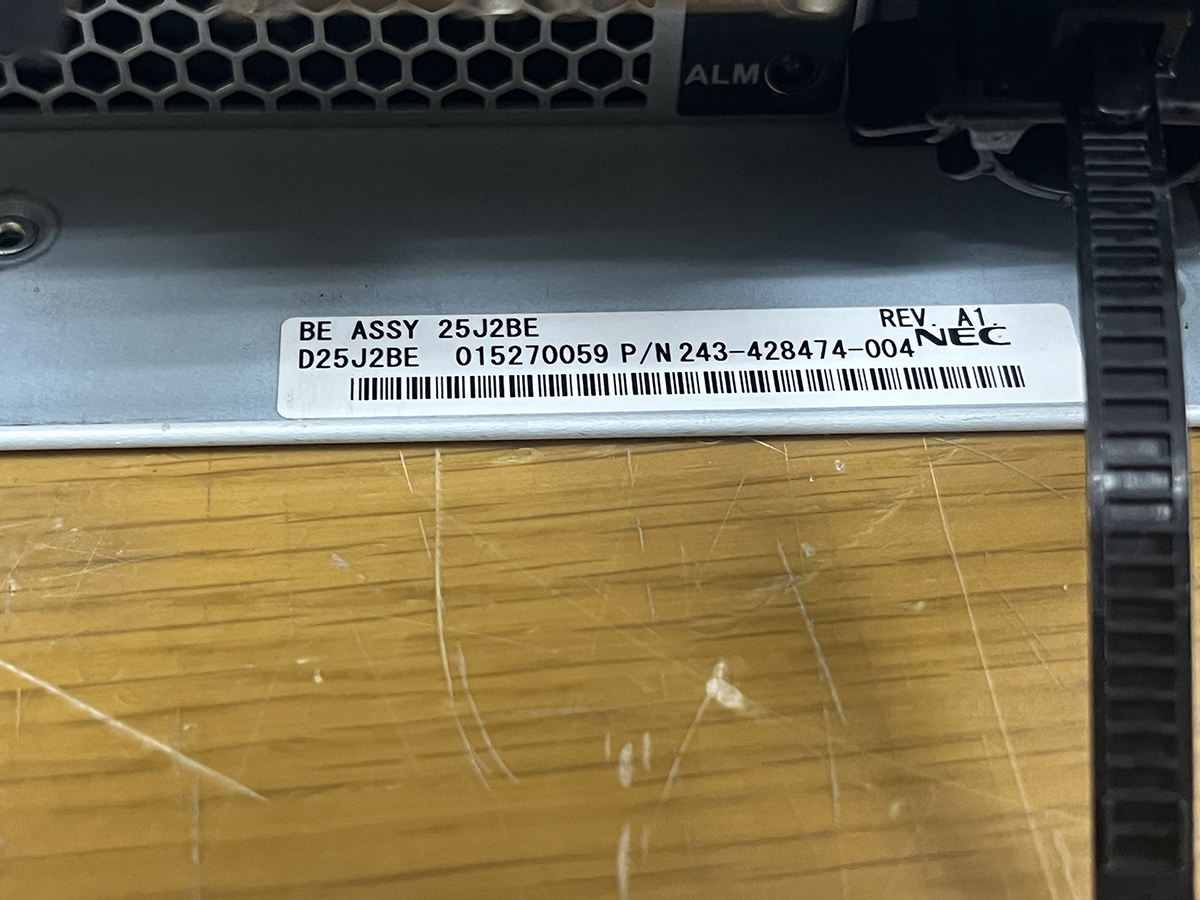 ALM
BE ASSY 25J2BE REV. A1.
D25J2BE 015270059 P/N 243-428474-004 NEC